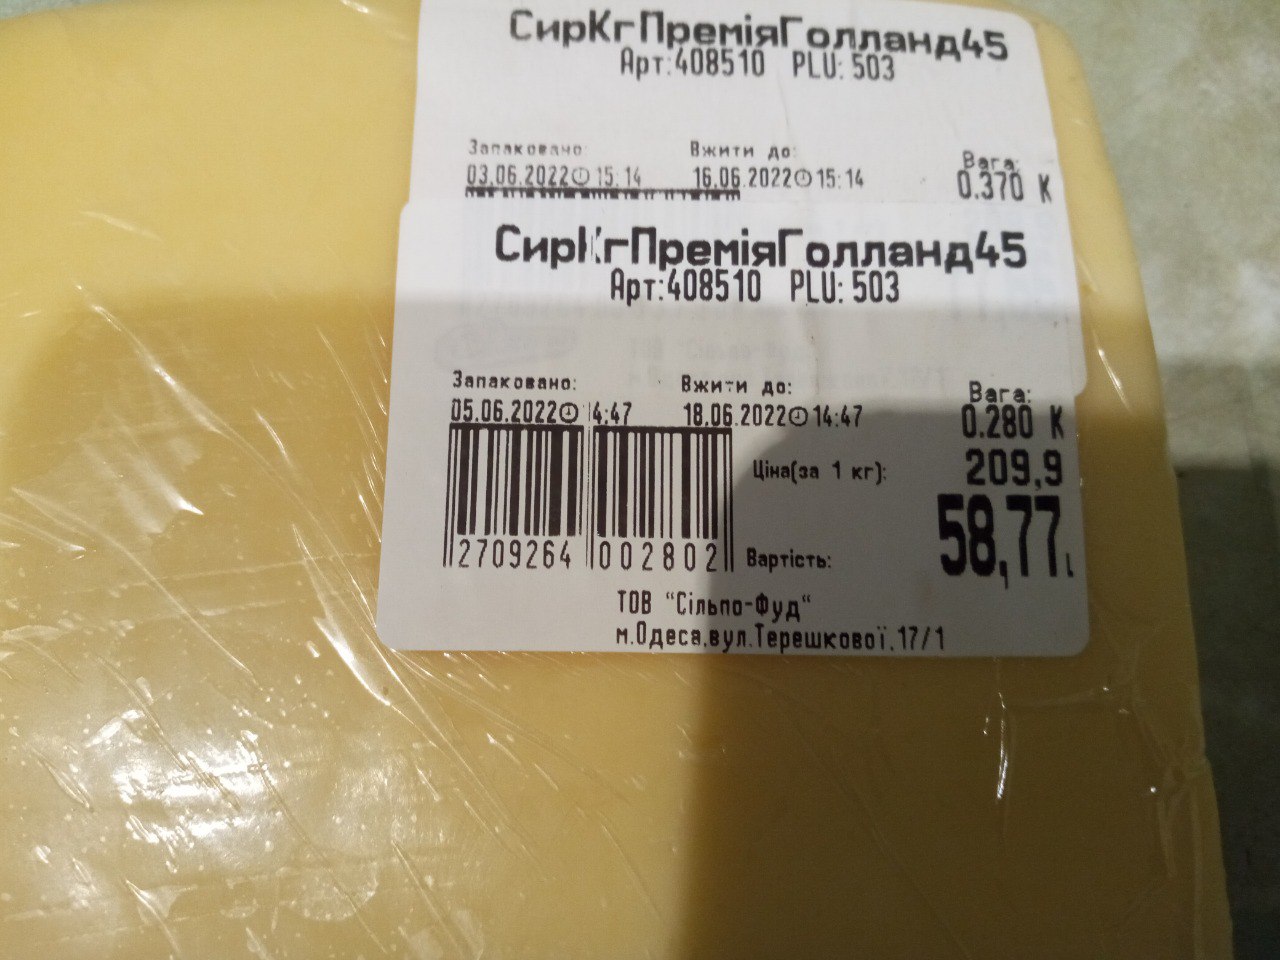 СирКгПреміяГолланд45
Арт:408510 PLU: 503
Запаковано: Вжити до: Вага:
03.06.2022 15:14 16.06.2022 15:14 0.370 К
СирКгПреміяГолланд45
Арт:408510 PLU: 503
Запаковано: Вжити до: Вага:
05.06.2022 14:47 18.06.2022 14:47 0.280 К
Ціна(за 1 кг): 209,9
2709264 002802 Вартість: 58,77
ТОВ "Сільпо-Фуд"
м.Одеса,вул.Терешкової,17/1